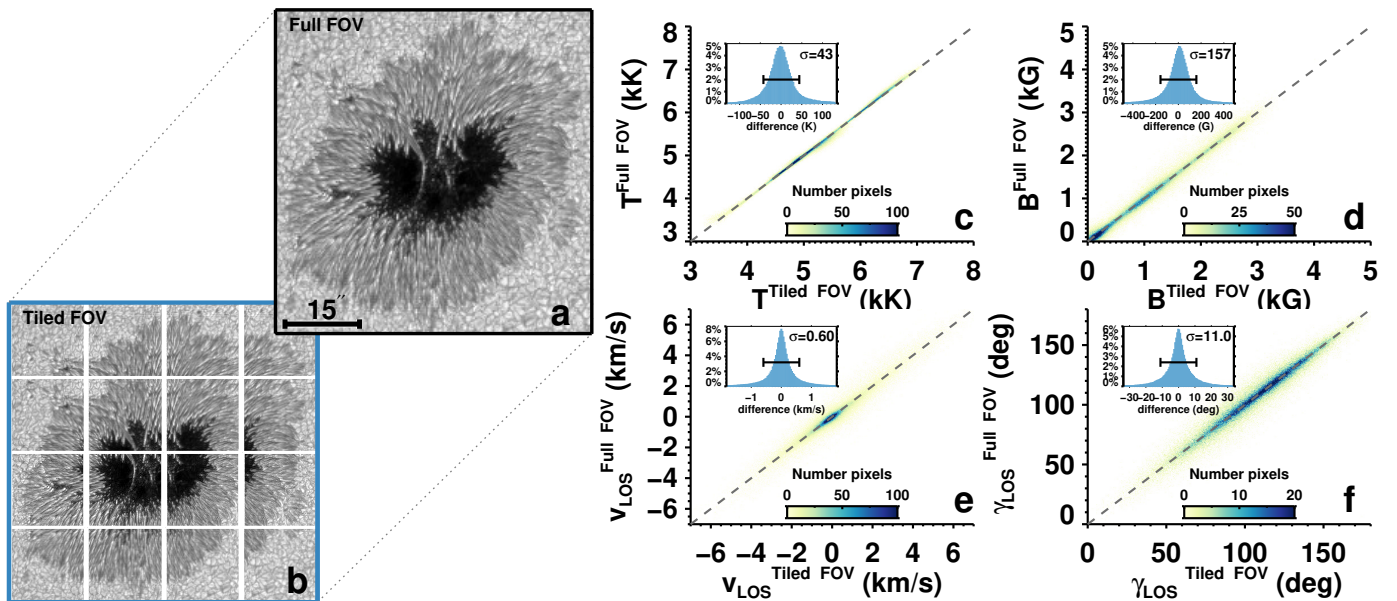 Full FOV
15″
a
Tiled FOV
b
8
7
6
5
4
3
T^Full FOV (kK)
5%
4%
3%
2%
1%
0%
σ=43
−100 −50 0 50 100
difference (K)
Number pixels
0 50 100
c
3 4 5 6 7 8
T^Tiled FOV (kK)
5
4
3
2
1
0
B^Full FOV (kG)
5%
4%
3%
2%
1%
0%
σ=157
−400 −200 0 200 400
difference (G)
Number pixels
0 25 50
d
0 1 2 3 4 5
B^Tiled FOV (kG)
6
4
2
0
−2
−4
−6
v_LOS^Full FOV (km/s)
8%
6%
4%
2%
0%
σ=0.60
−1 0 1
difference (km/s)
Number pixels
0 50 100
e
−6 −4 −2 0 2 4 6
v_LOS^Tiled FOV (km/s)
150
100
50
0
γ_LOS^Full FOV (deg)
6%
5%
4%
3%
2%
1%
0%
σ=11.0
−30 −20 −10 0 10 20 30
difference (deg)
Number pixels
0 10 20
f
0 50 100 150
γ_LOS^Tiled FOV (deg)